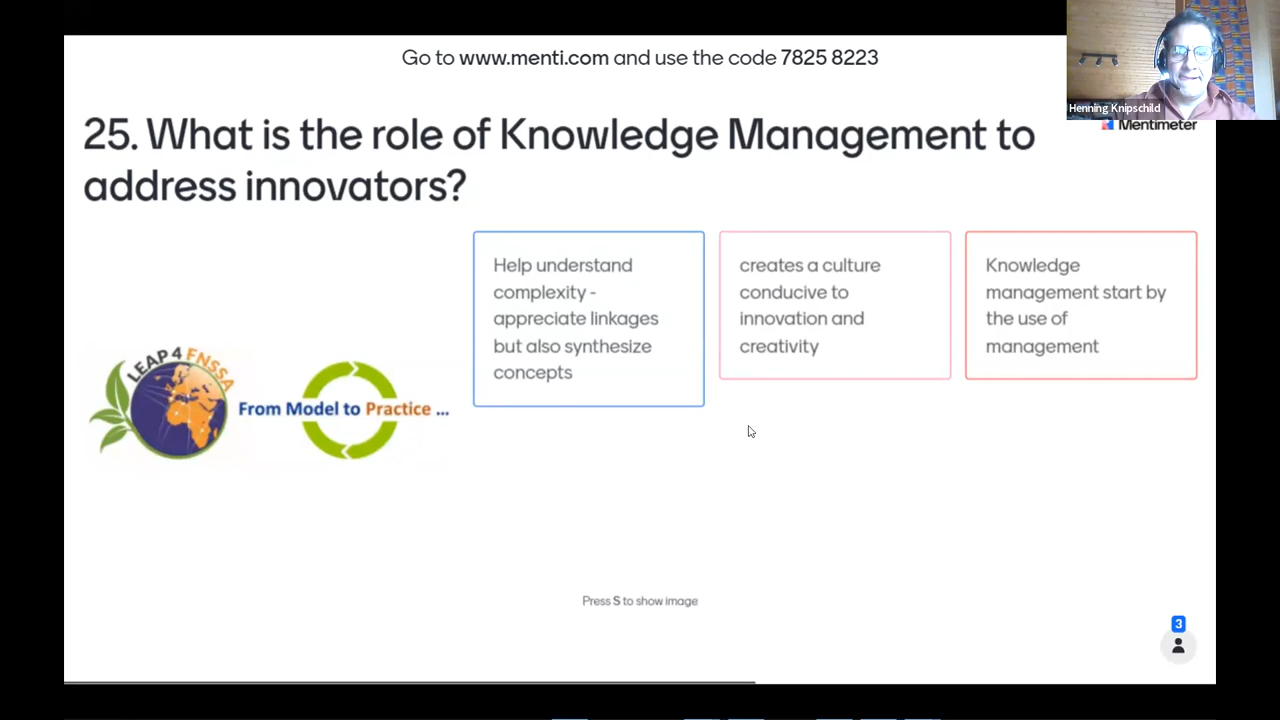 Go to www.menti.com and use the code 7825 8223
Henning Knipschild
Mentimeter
25. What is the role of Knowledge Management to
address innovators?
Help understand
complexity -
appreciate linkages
but also synthesize
concepts
creates a culture
conducive to
innovation and
creativity
Knowledge
management start by
the use of
management
LEAP4FNSSA
From Model to Practice ...
Press S to show image
3